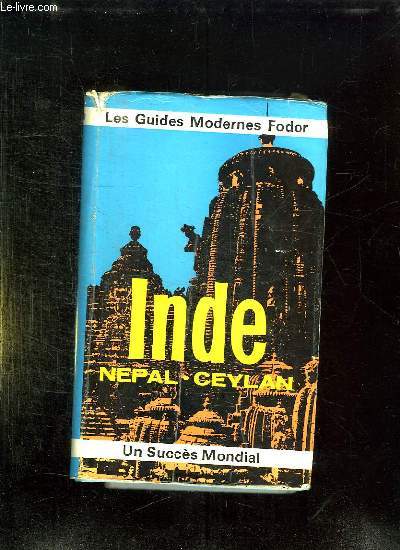 Le-livre.com
Les Guides Modernes Fodor
Inde
NEPAL - CEYLAN
Un Succès Mondial